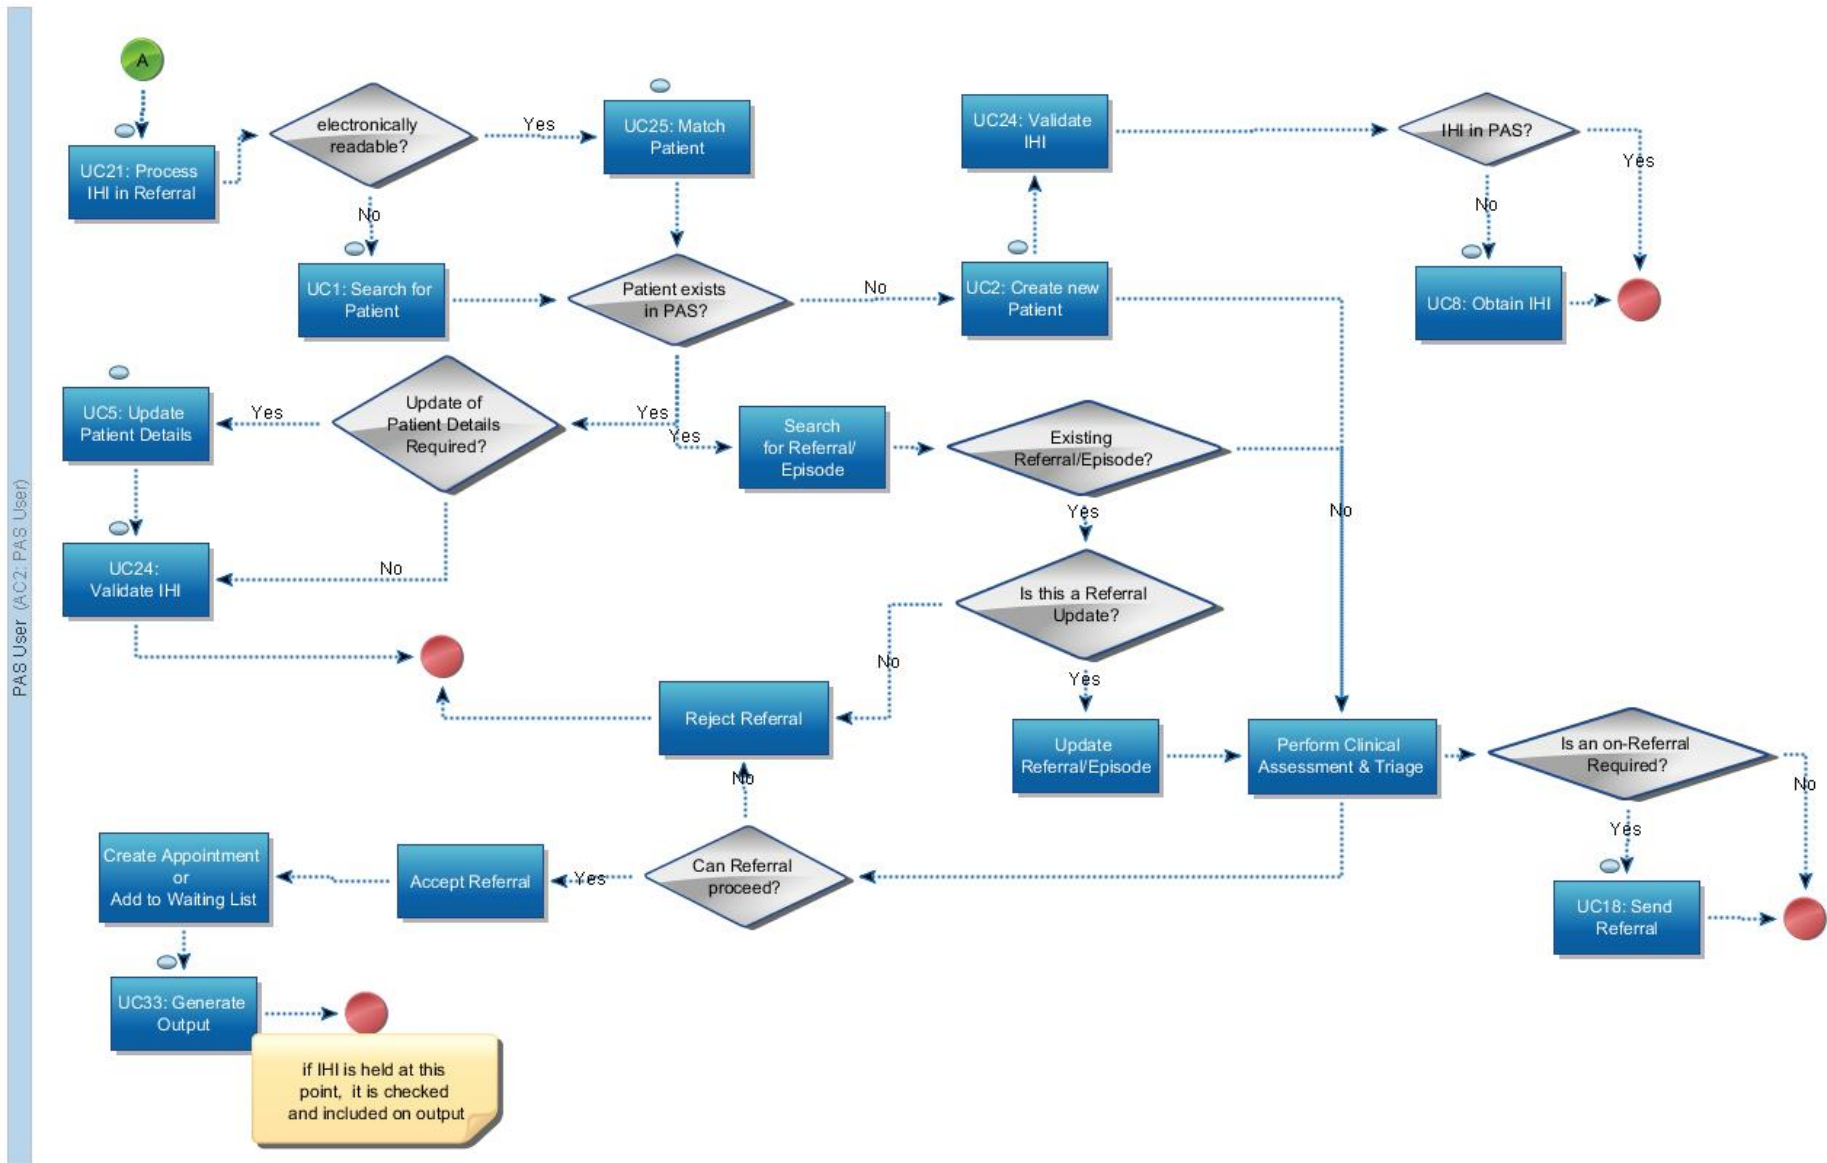 PAS User (AC2: PAS User)
A
UC21: Process
IHI in Referral
electronically
readable?
Yes
No
UC25: Match
Patient
UC1: Search for
Patient
Patient exists
in PAS?
No
UC24: Validate
IHI
UC2: Create new
Patient
IHI in PAS?
Yes
No
UC8: Obtain IHI
UC5: Update
Patient Details
Yes
Update of
Patient Details
Required?
Yes
Yes
No
UC24:
Validate IHI
Search
for Referral/
Episode
Existing
Referral/Episode?
Yes
No
Is this a Referral
Update?
No
Yes
Reject Referral
Update
Referral/Episode
Perform Clinical
Assessment & Triage
Is an on-Referral
Required?
No
Yes
UC18: Send
Referral
No
Can Referral
proceed?
Yes
Accept Referral
Create Appointment
or
Add to Waiting List
UC33: Generate
Output
if IHI is held at this
point, it is checked
and included on output